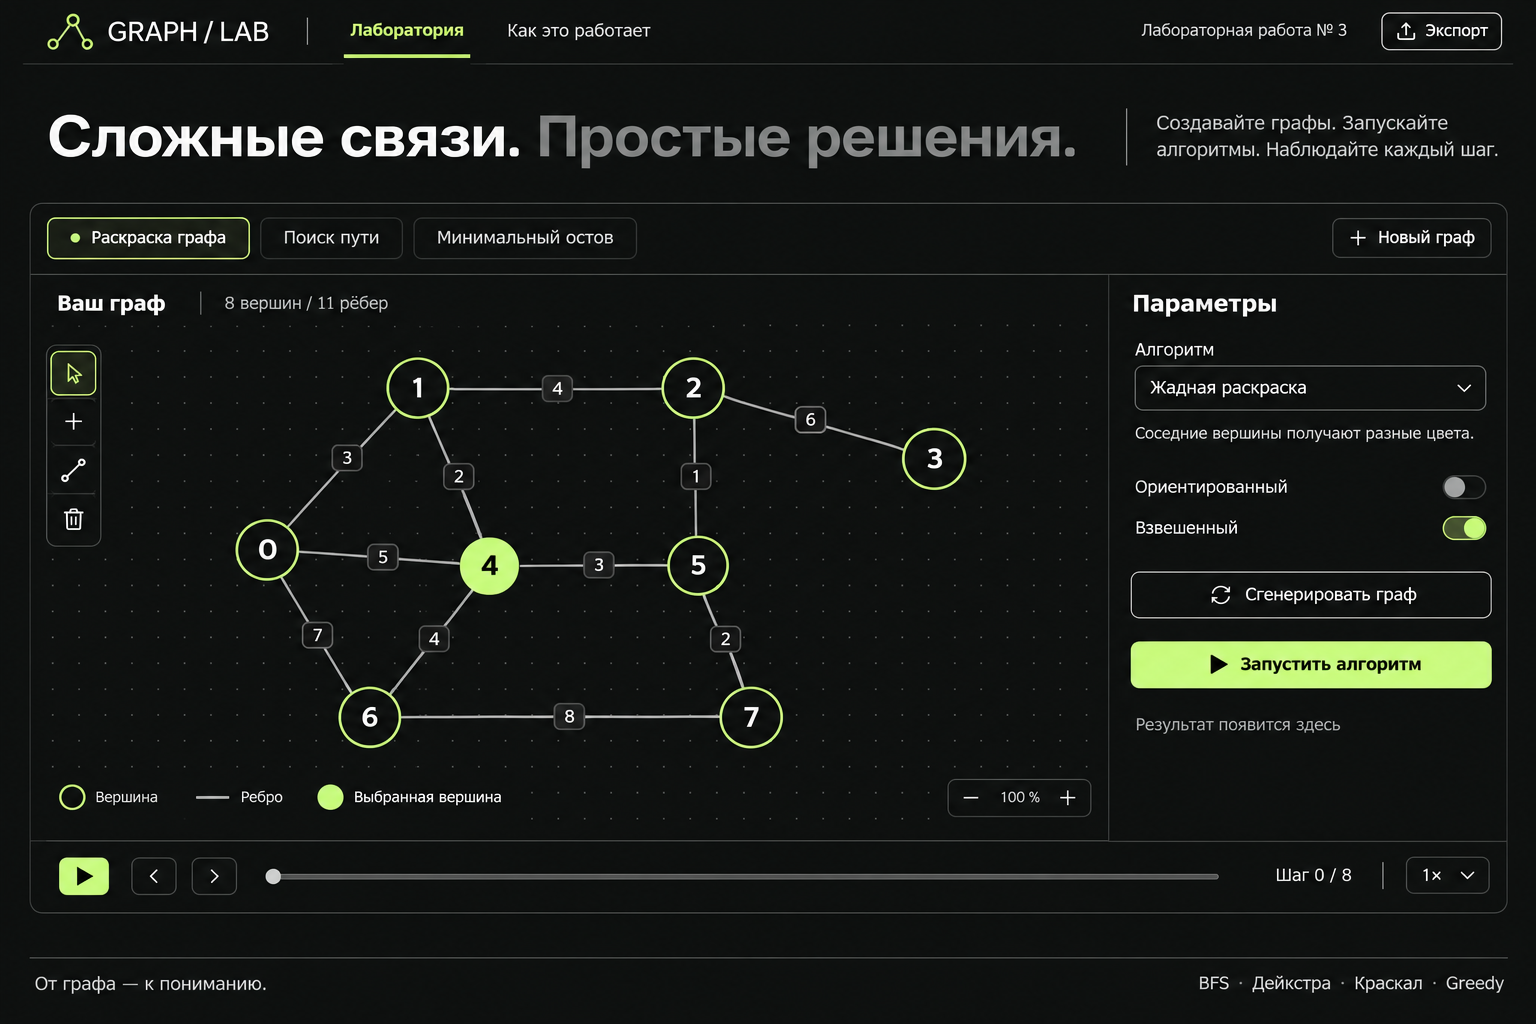 GRAPH / LAB
Лаборатория
Как это работает
Лабораторная работа № 3
Экспорт
Сложные связи. Простые решения.
Создавайте графы. Запускайте
алгоритмы. Наблюдайте каждый шаг.
Раскраска графа
Поиск пути
Минимальный остов
Новый граф
Ваш граф
8 вершин / 11 рёбер
1
4
2
6
3
3
2
1
0
5
4
3
5
7
4
2
6
8
7
Вершина
Ребро
Выбранная вершина
100 %
Параметры
Алгоритм
Жадная раскраска
Соседние вершины получают разные цвета.
Ориентированный
Взвешенный
Сгенерировать граф
Запустить алгоритм
Результат появится здесь
Шаг 0 / 8
1×
От графа — к пониманию.
BFS · Дейкстра · Краскал · Greedy